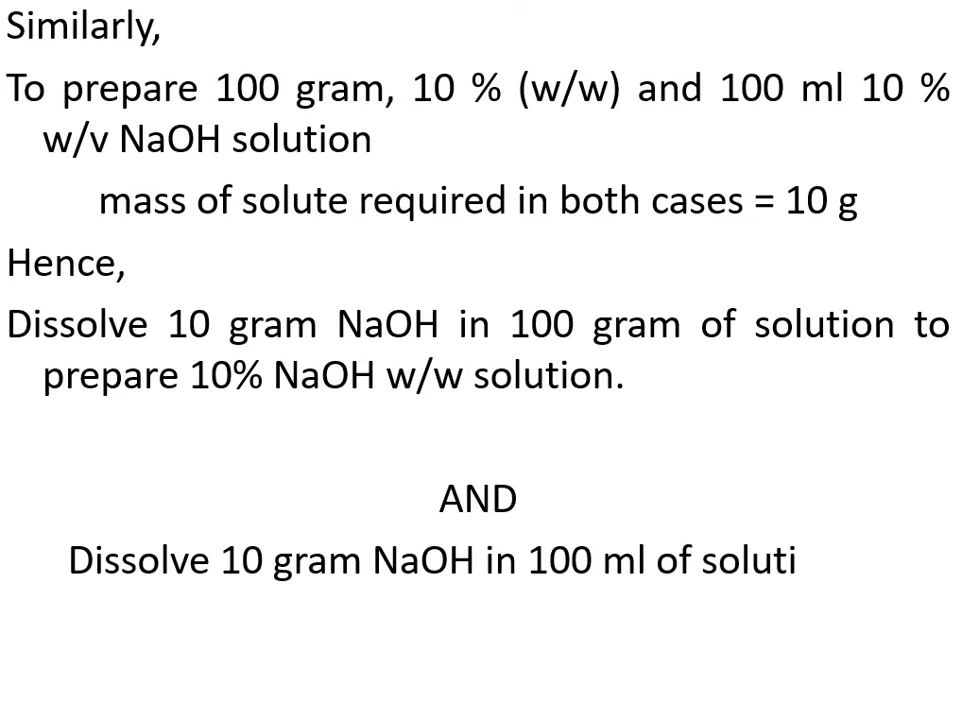 Similarly,
To prepare 100 gram, 10 % (w/w) and 100 ml 10 %
w/v NaOH solution
mass of solute required in both cases = 10 g
Hence,
Dissolve 10 gram NaOH in 100 gram of solution to
prepare 10% NaOH w/w solution.
AND
Dissolve 10 gram NaOH in 100 ml of soluti